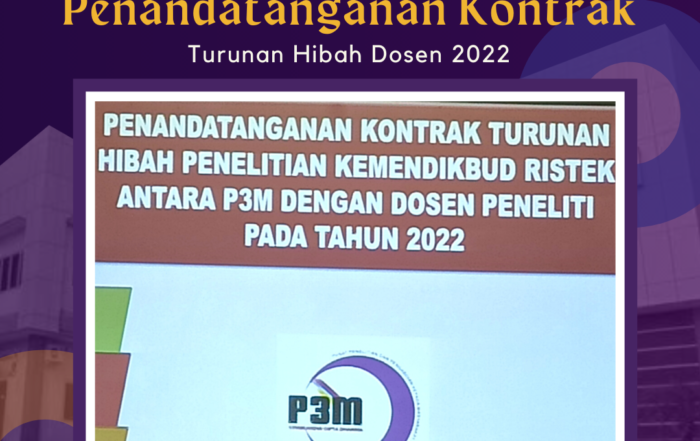 Penandatanganan Kontrak
Turunan Hibah Dosen 2022
PENANDATANGANAN KONTRAK TURUNAN
HIBAH PENELITIAN KEMENDIKBUD RISTEK
ANTARA P3M DENGAN DOSEN PENELITI
PADA TAHUN 2022
P3M